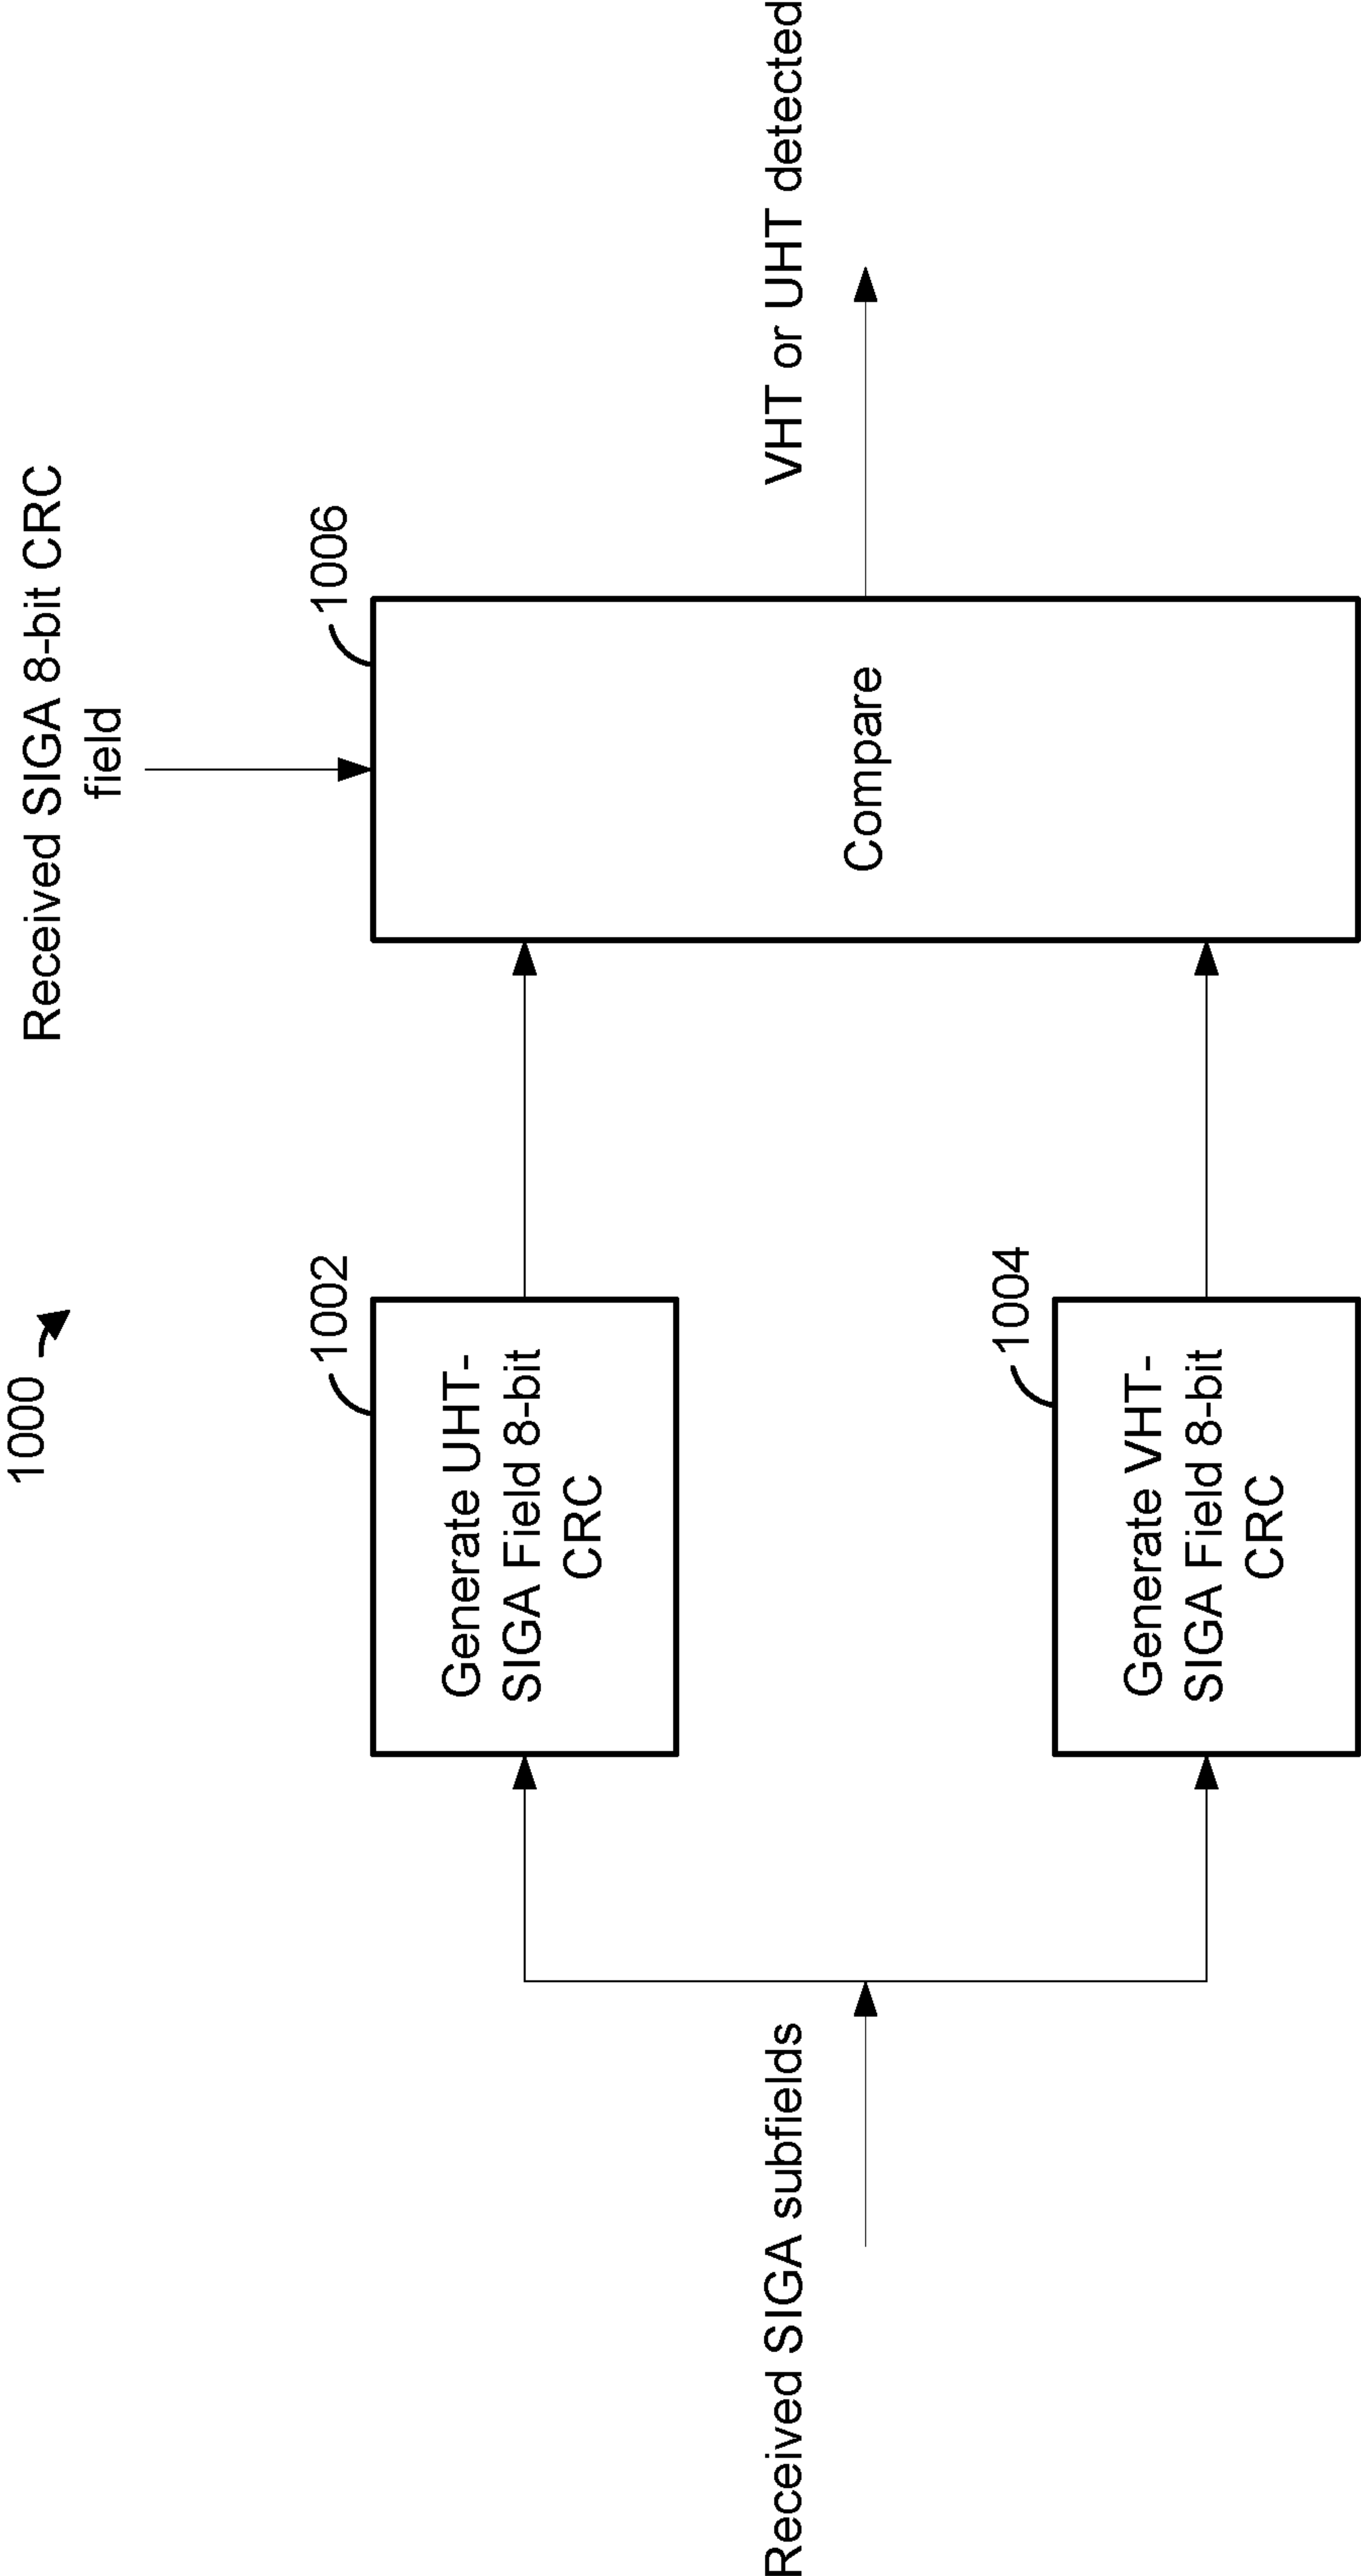 1000
Received SIGA 8-bit CRC
field
1002
1006
Generate UHT-
SIGA Field 8-bit
CRC
Received SIGA subfields
Compare
VHT or UHT detected
1004
Generate VHT-
SIGA Field 8-bit
CRC